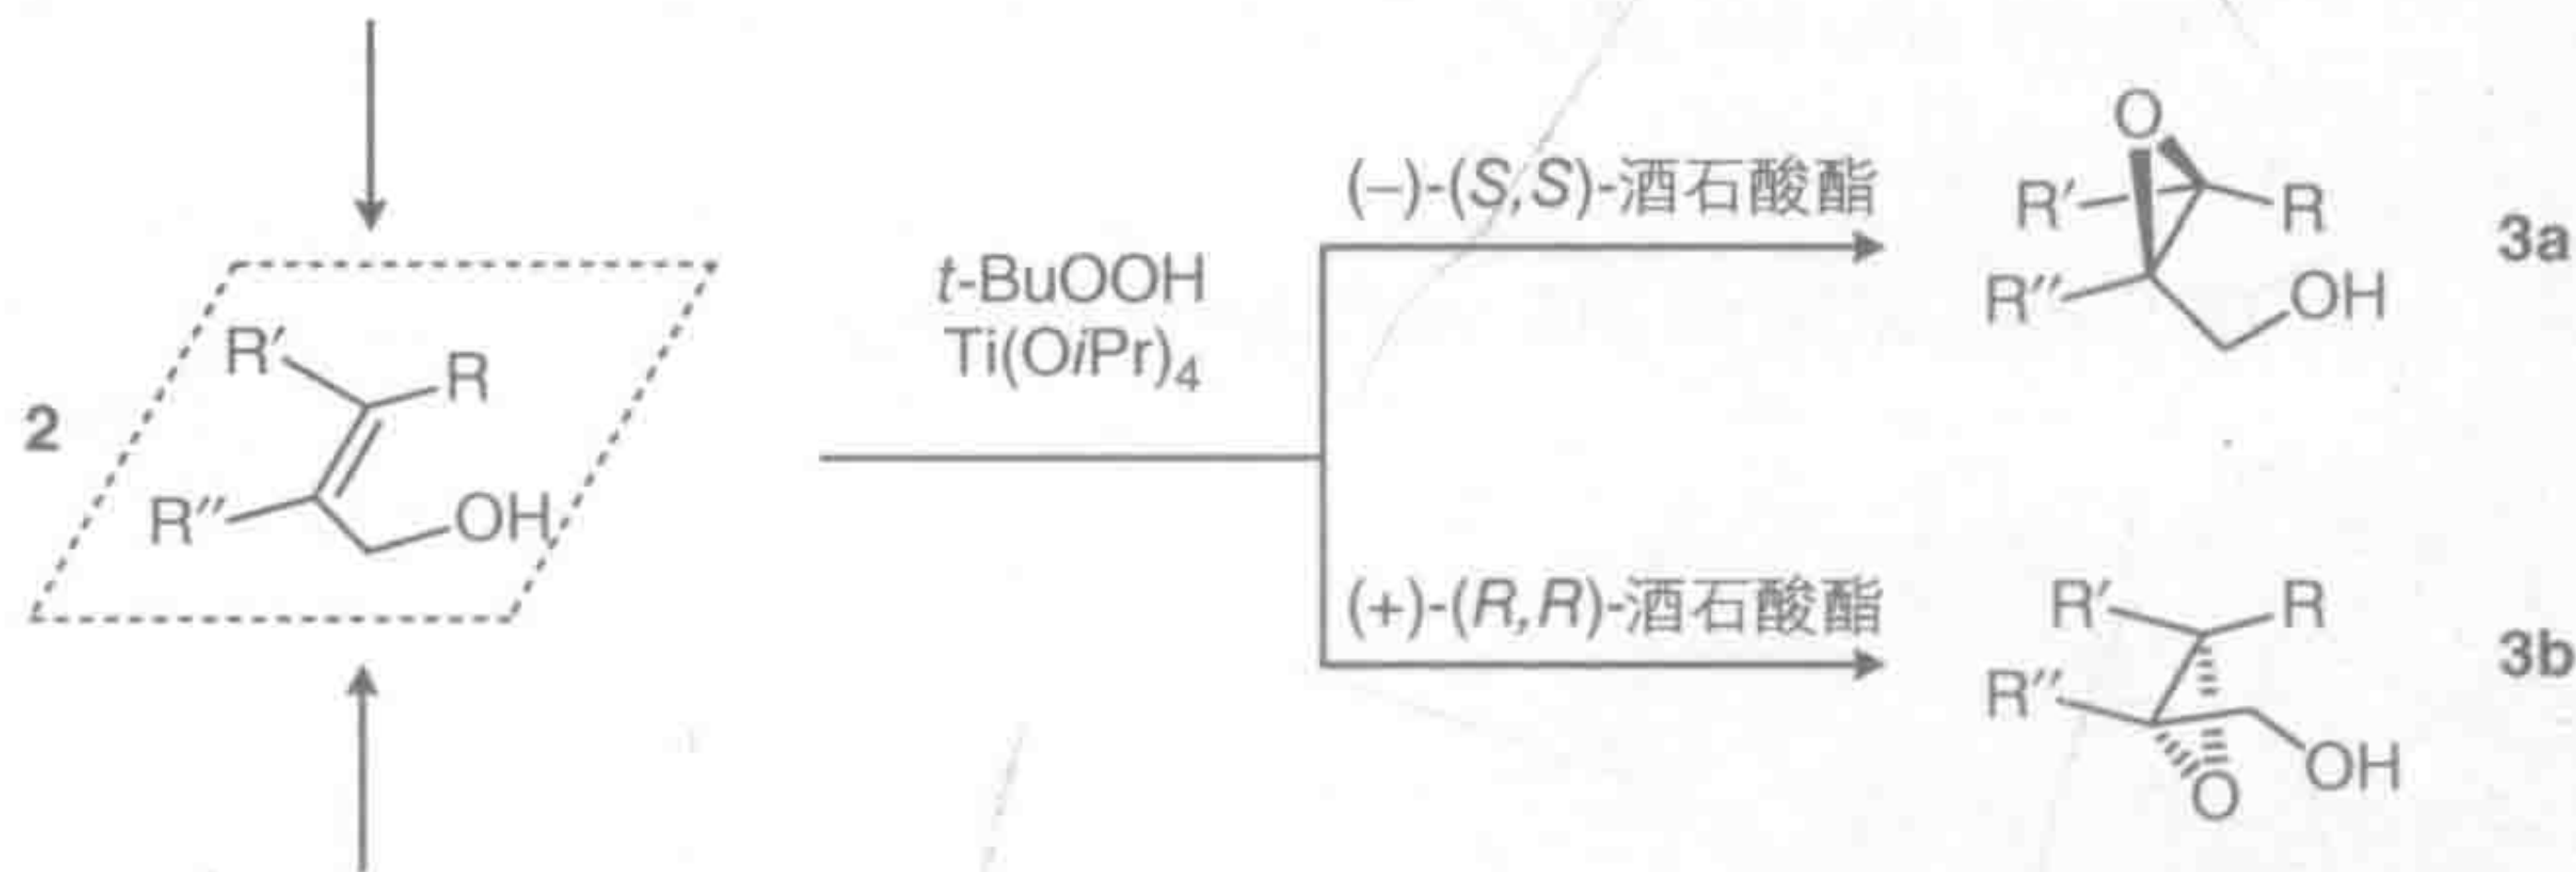 2
R′
R
R″
OH
t-BuOOH
Ti(OiPr)4
(–)-(S,S)-酒石酸酯
(+)-(R,R)-酒石酸酯
O
R′
R
R″
OH
3a
R′
R
R″
OH
O
3b